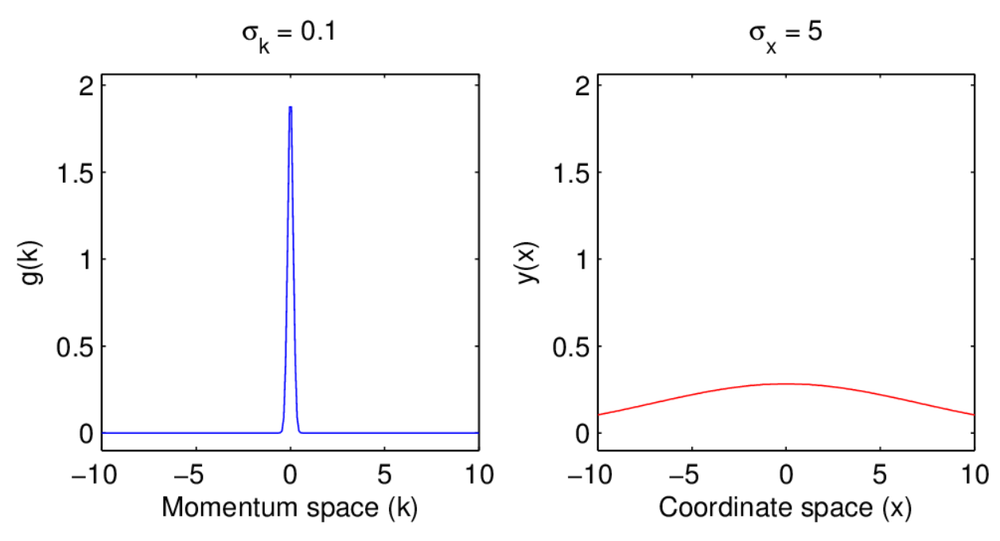 σk = 0.1
2
1.5
1
0.5
0
g(k)
−10 −5 0 5 10
Momentum space (k)
σx = 5
2
1.5
1
0.5
0
y(x)
−10 −5 0 5 10
Coordinate space (x)